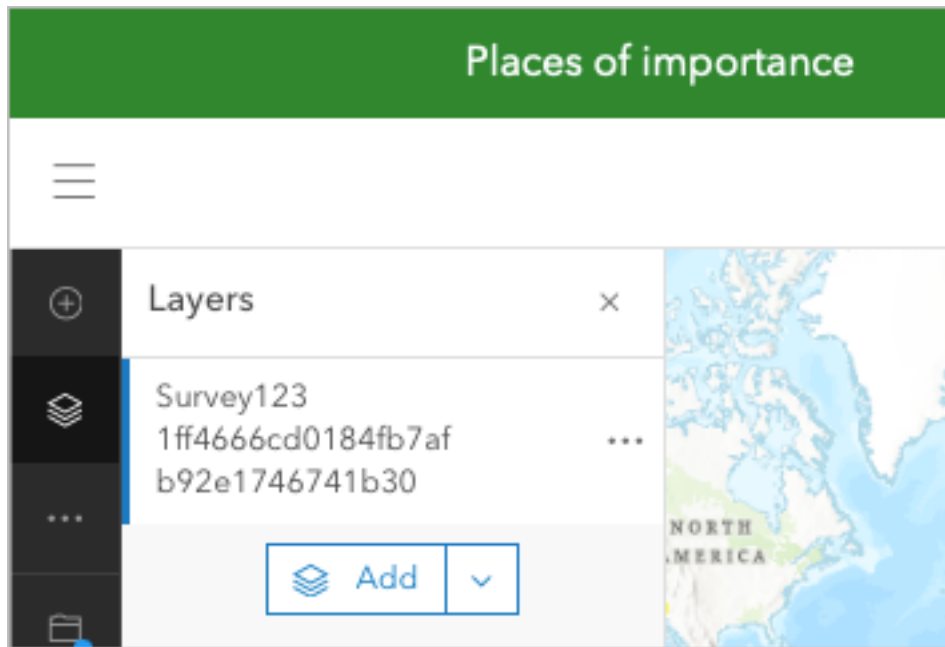 Places of importance
Layers
Survey123
1ff4666cd0184fb7af
b92e1746741b30
Add
NORTH
AMERICA